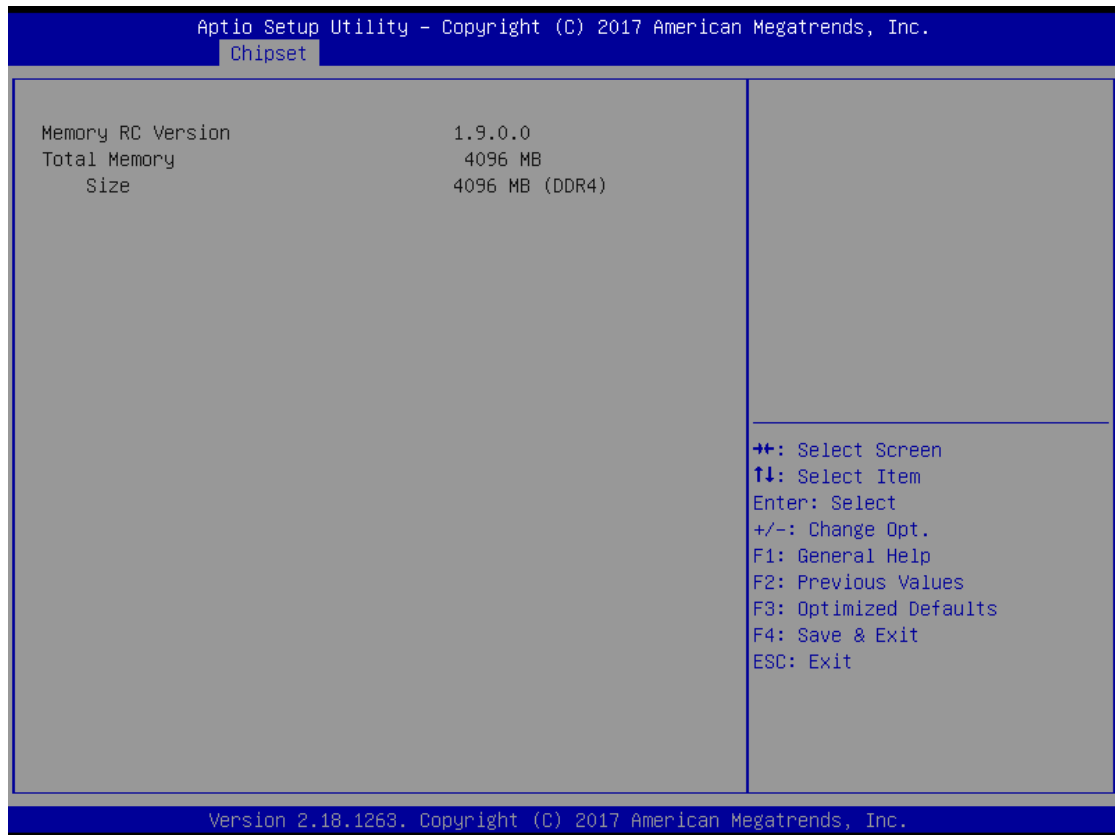 Aptio Setup Utility – Copyright (C) 2017 American Megatrends, Inc.
Chipset
Memory RC Version 1.9.0.0
Total Memory 4096 MB
Size 4096 MB (DDR4)
→←: Select Screen
↑↓: Select Item
Enter: Select
+/-: Change Opt.
F1: General Help
F2: Previous Values
F3: Optimized Defaults
F4: Save & Exit
ESC: Exit
Version 2.18.1263. Copyright (C) 2017 American Megatrends, Inc.